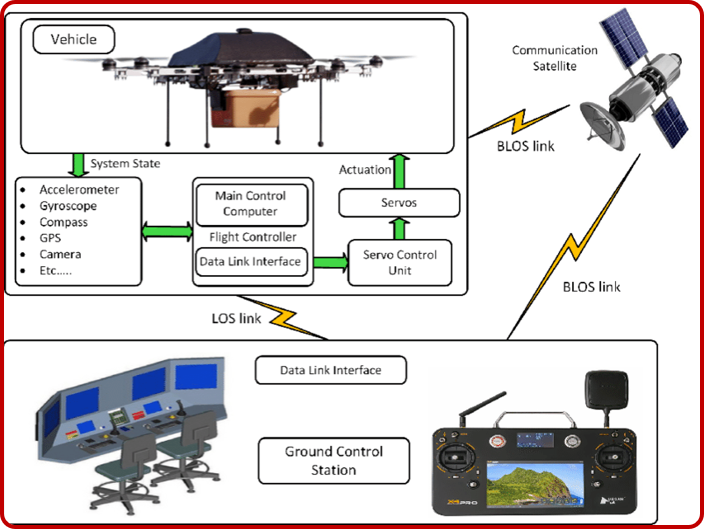 Vehicle
Communication
Satellite
BLOS link
System State
Actuation
• Accelerometer
• Gyroscope
• Compass
• GPS
• Camera
• Etc.....
Main Control
Computer
Flight Controller
Data Link Interface
Servos
Servo Control
Unit
BLOS link
LOS link
Data Link Interface
Ground Control
Station
PRO